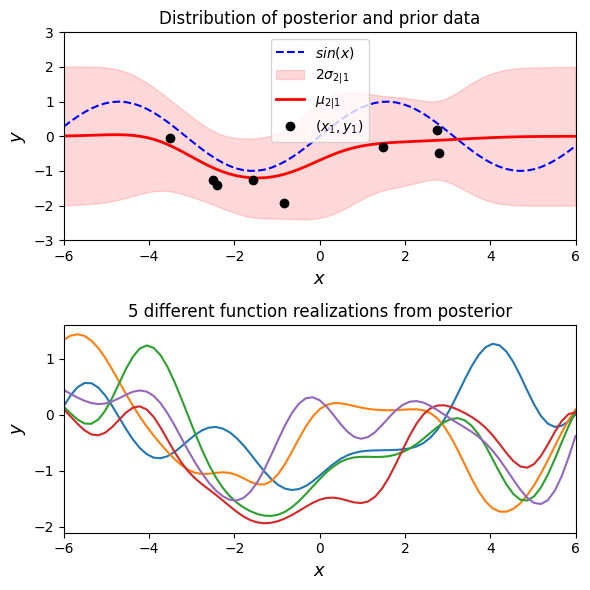 Distribution of posterior and prior data
3
2
1
0
−1
−2
−3
y
sin(x)
2σ2|1
μ2|1
(x1, y1)
−6 −4 −2 0 2 4 6
x
5 different function realizations from posterior
1
0
−1
−2
y
−6 −4 −2 0 2 4 6
x